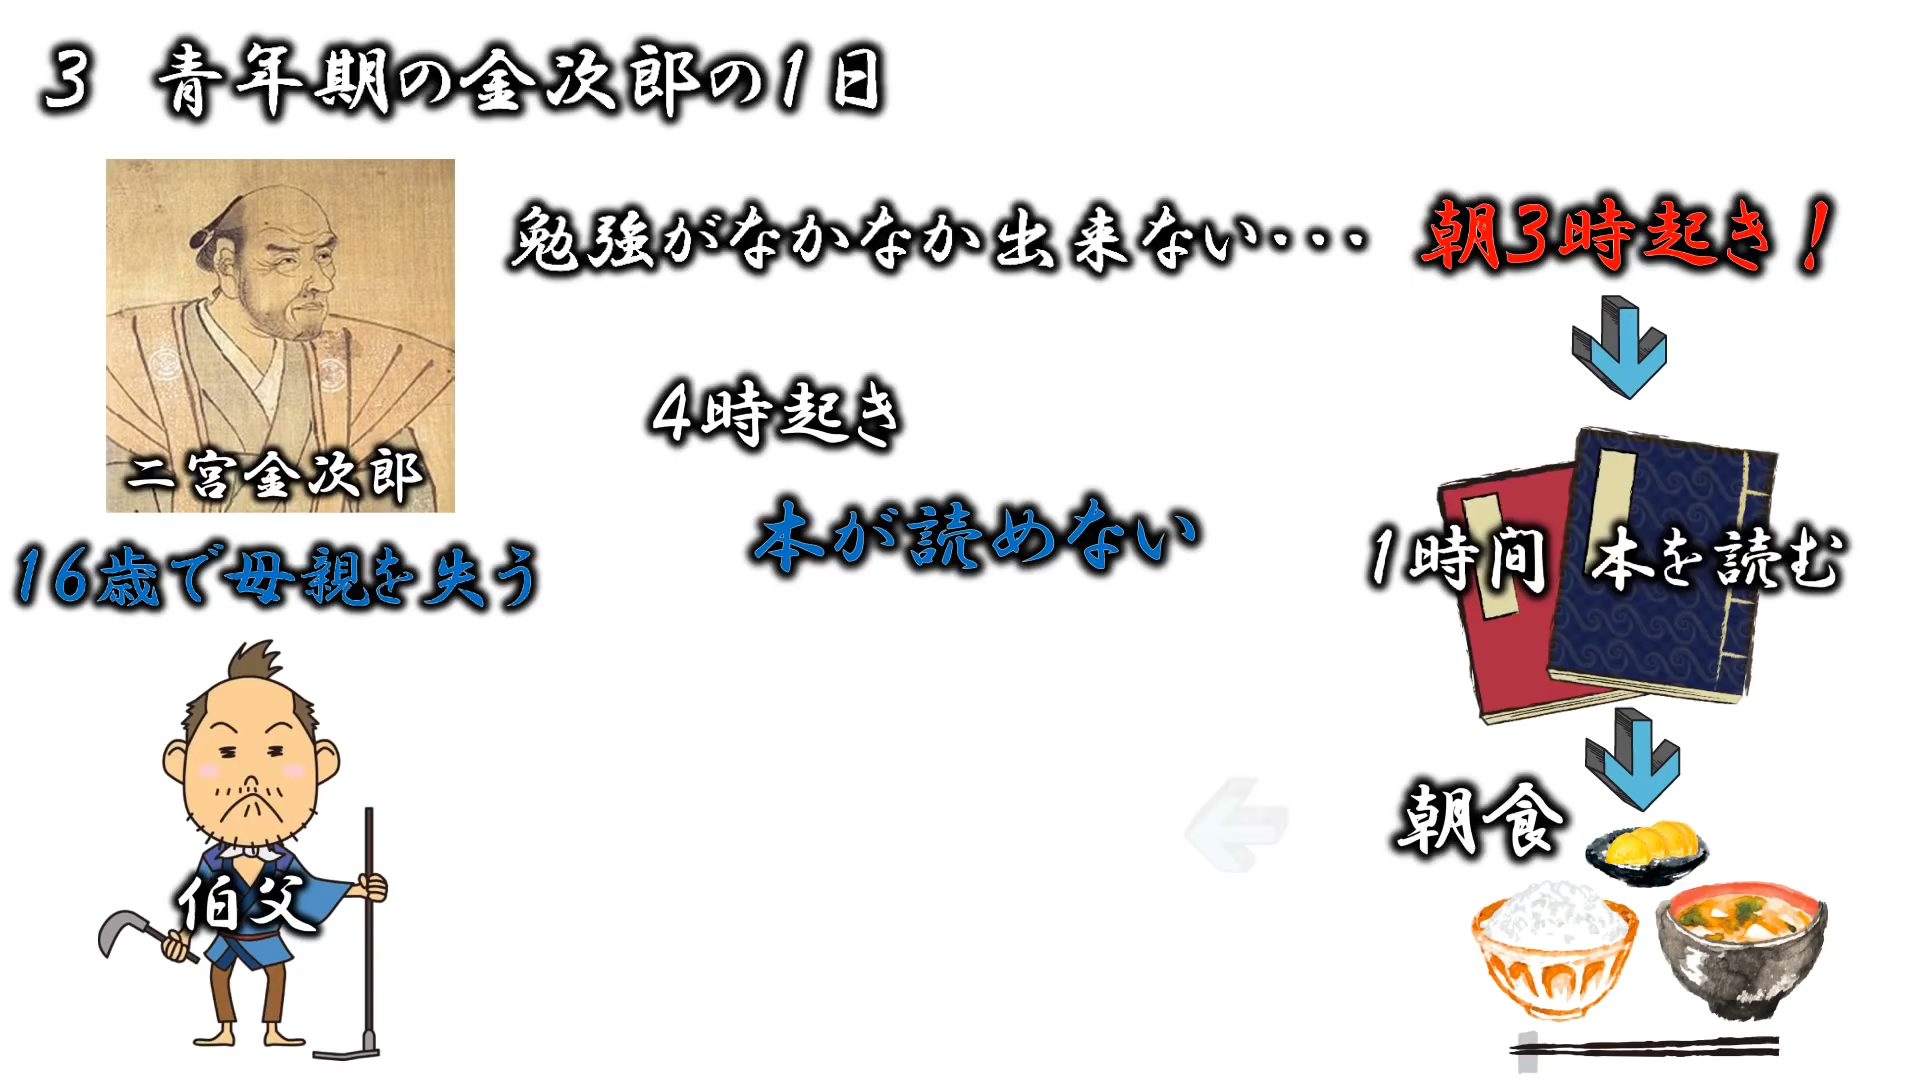 3 青年期の金次郎の1日
勉強がなかなか出来ない・・・ 朝3時起き!
4時起き
二宮金次郎
本が読めない
1時間 本を読む
16歳で母親を失う
朝食
伯父